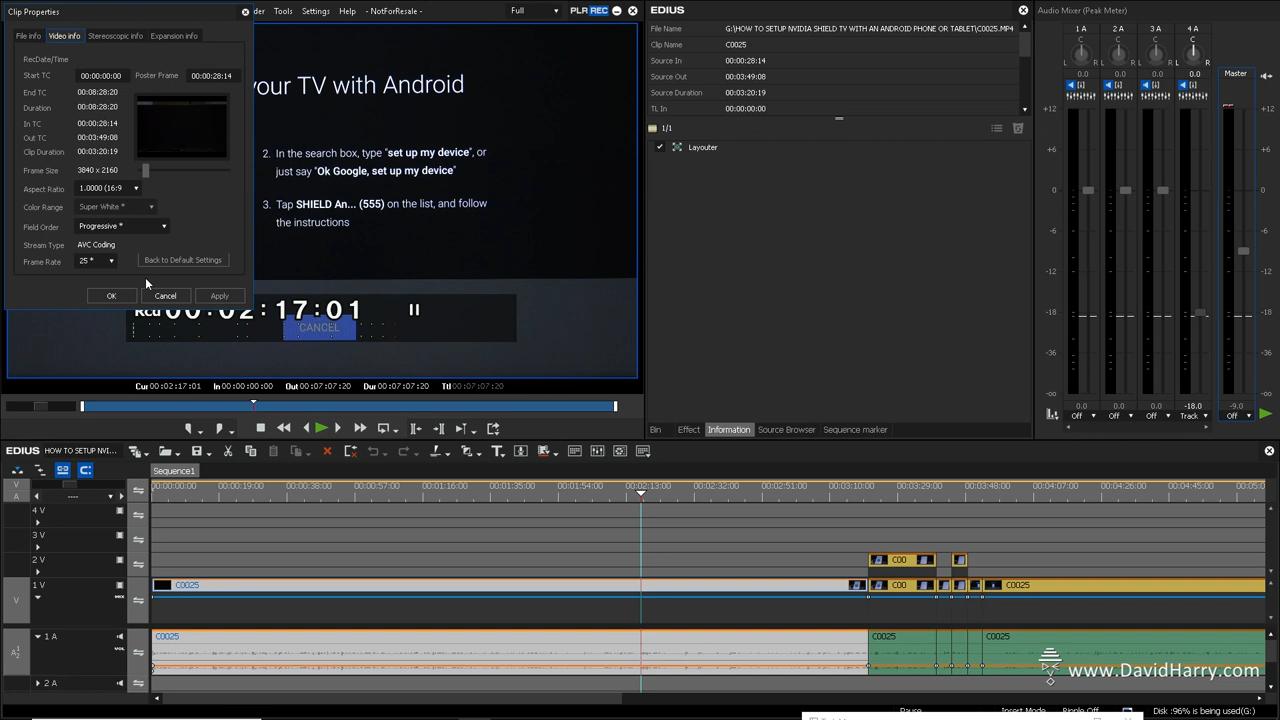 Clip Properties
File info Video info Stereoscopic info Expansion info
RecDate/Time
Start TC 00:00:00:00 Poster Frame 00:00:28:14
End TC 00:08:28:20
Duration 00:08:28:20
In TC 00:00:28:14
Out TC 00:03:49:08
Clip Duration 00:03:20:19
Frame Size 3840 x 2160
Aspect Ratio 1.0000 (16:9
Color Range Super White *
Field Order Progressive *
Stream Type AVC Coding
Frame Rate 25 * Back to Default Settings
OK Cancel Apply
der Tools Settings Help - NotForResale - Full PLR REC
our TV with Android
2. In the search box, type "set up my device", or
just say "Ok Google, set up my device"
3. Tap SHIELD An... (555) on the list, and follow
the instructions
Rcd 00:02:17:01 II
CANCEL
Cur 00:02:17:01 In 00:00:00:00 Out 00:07:07:20 Dur 00:07:07:20 Ttl 00:07:07:20
EDIUS
File Name G:\HOW TO SETUP NVIDIA SHIELD TV WITH AN ANDROID PHONE OR TABLET\C0025.MP4
Clip Name C0025
Source In 00:00:28:14
Source Out 00:03:49:08
Source Duration 00:03:20:19
TL In 00:00:00:00
1/1
Layouter
Bin Effect Information Source Browser Sequence marker
Audio Mixer (Peak Meter)
1 A 2 A 3 A 4 A
L R L R L R L R
0.0 0.0 0.0 0.0 Master
+12 +12
+6 +6
0 0
-6 -6
-12 -12
-18 -18
-36 -36
-oo -oo
0.0 0.0 0.0 -18.0 -9.0
Off Off Off Track Off
EDIUS HOW TO SETUP NVI...
Sequence1
00:00:00:00 00:00:19:00 00:00:38:00 00:00:57:00 00:01:16:00 00:01:35:00 00:01:54:00 00:02:13:00 00:02:32:00 00:02:51:00 00:03:10:00 00:03:29:00 00:03:48:00 00:04:07:00 00:04:26:00 00:04:45:00 00:05:0
V
A ----
4 V
3 V
2 V C00
1 V C0025 C00 C0025
V MIX
1 A C0025 C0025 C0025
A12 VOL
2 A
www.DavidHarry.com
Pause Insert Mode Ripple Off Disk :96% is being used(G:)